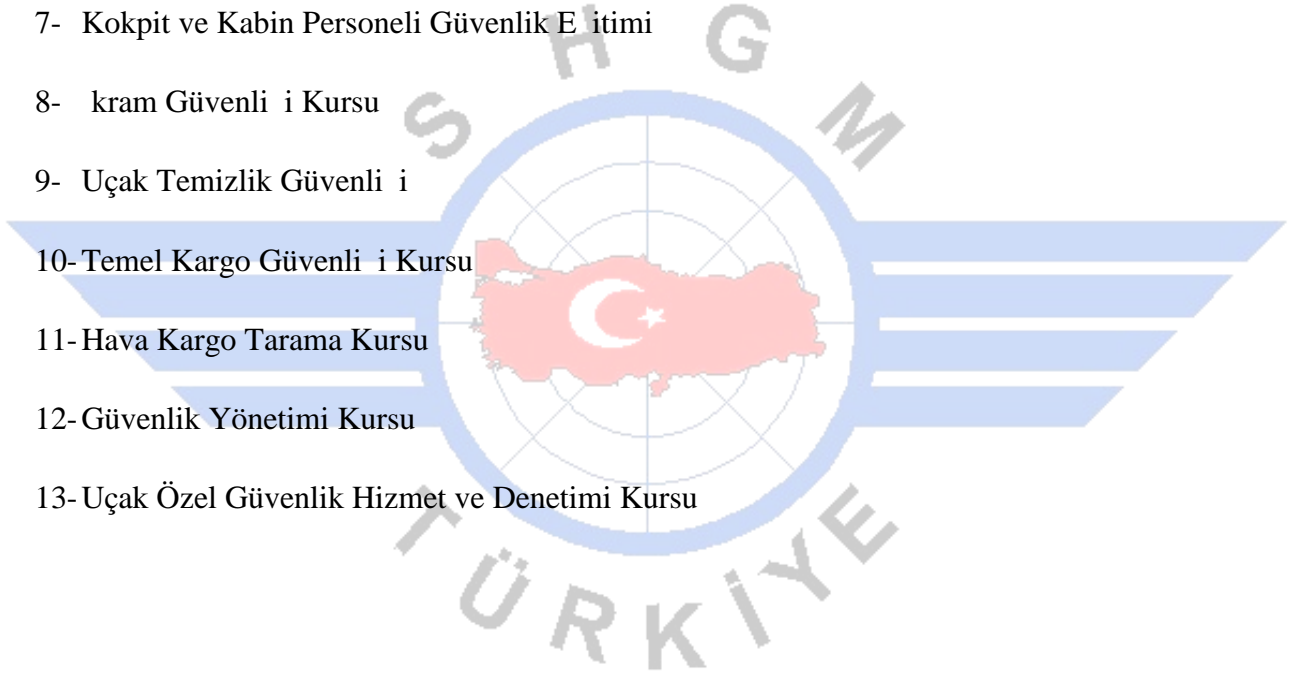 7- Kokpit ve Kabin Personeli Güvenlik E itimi
8- kram Güvenli i Kursu
9- Uçak Temizlik Güvenli i
10- Temel Kargo Güvenli i Kursu
11- Hava Kargo Tarama Kursu
12- Güvenlik Yönetimi Kursu
13- Uçak Özel Güvenlik Hizmet ve Denetimi Kursu
SHGM
TÜRKİYE